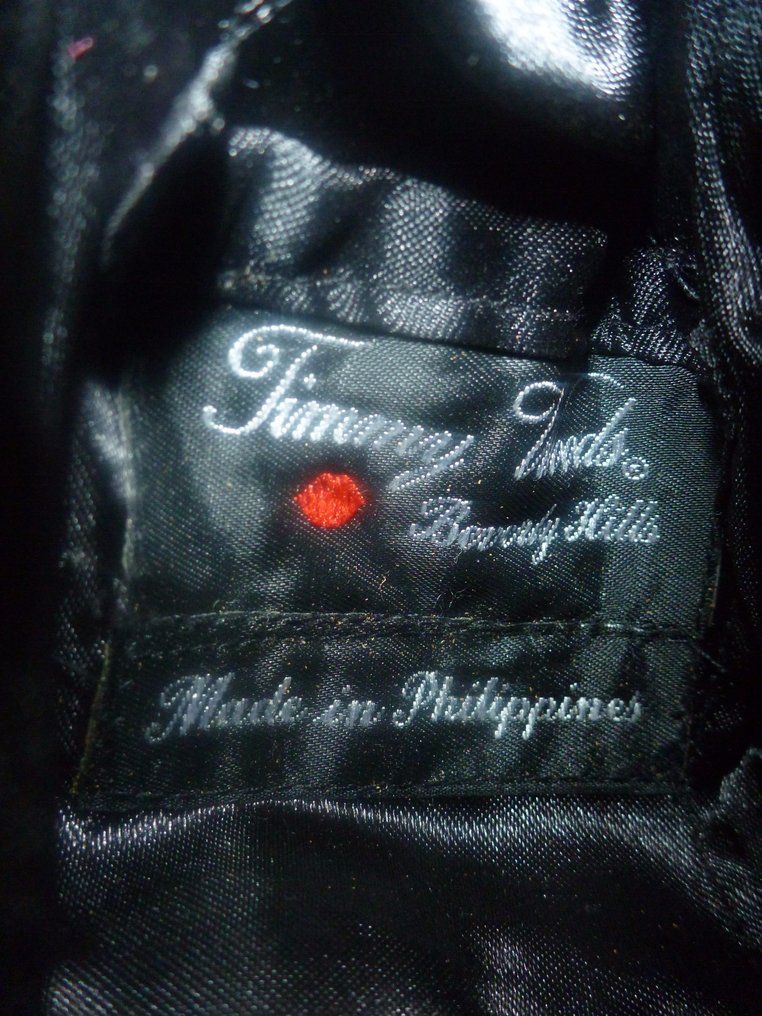 Timmy Woods©
Beverly Hills
Made in Philippines